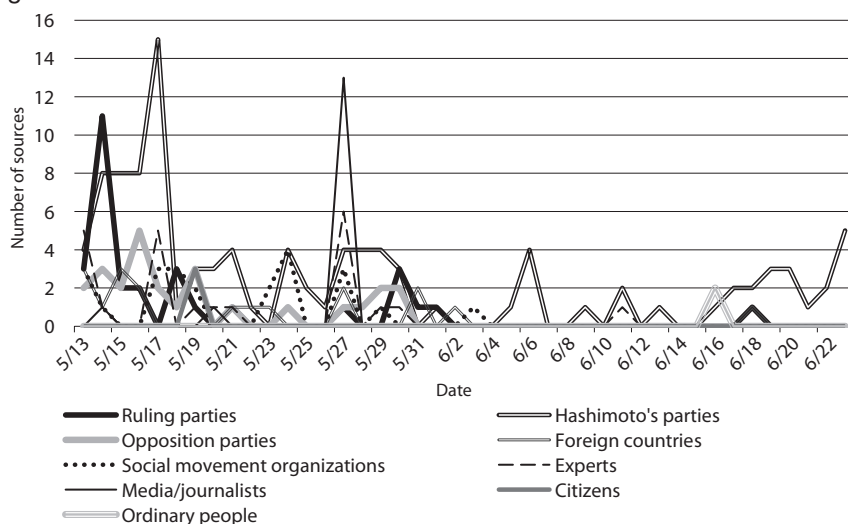 16
14
12
10
8
6
4
2
0
Number of sources
5/13
5/15
5/17
5/19
5/21
5/23
5/25
5/27
5/29
5/31
6/2
6/4
6/6
6/8
6/10
6/12
6/14
6/16
6/18
6/20
6/22
Date
Ruling parties
Hashimoto's parties
Opposition parties
Foreign countries
Social movement organizations
Experts
Media/journalists
Citizens
Ordinary people